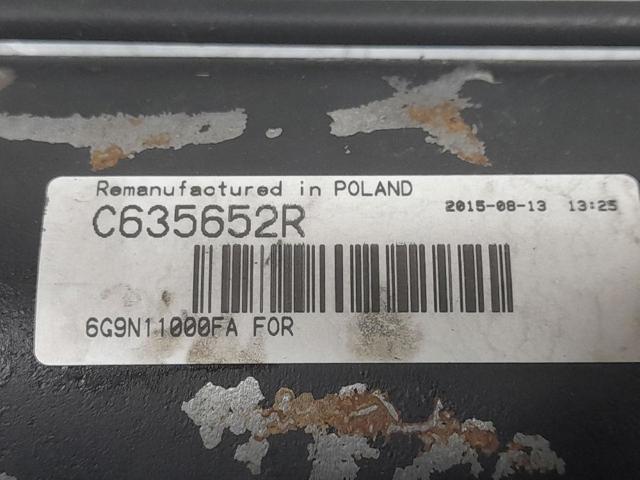 Remanufactured in POLAND
2015-08-13 13:25
C635652R
6G9N11000FA FOR